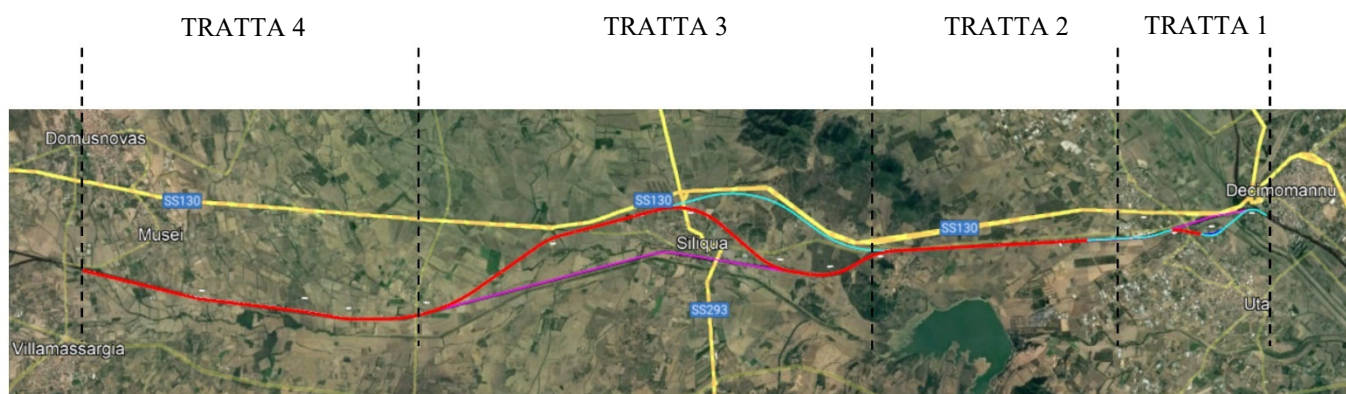 TRATTA 4
TRATTA 3
TRATTA 2
TRATTA 1
Domusnovas
SS130
Musei
Villamassargia
SS130
Siliqua
SS293
SS130
Decimomannu
Uta